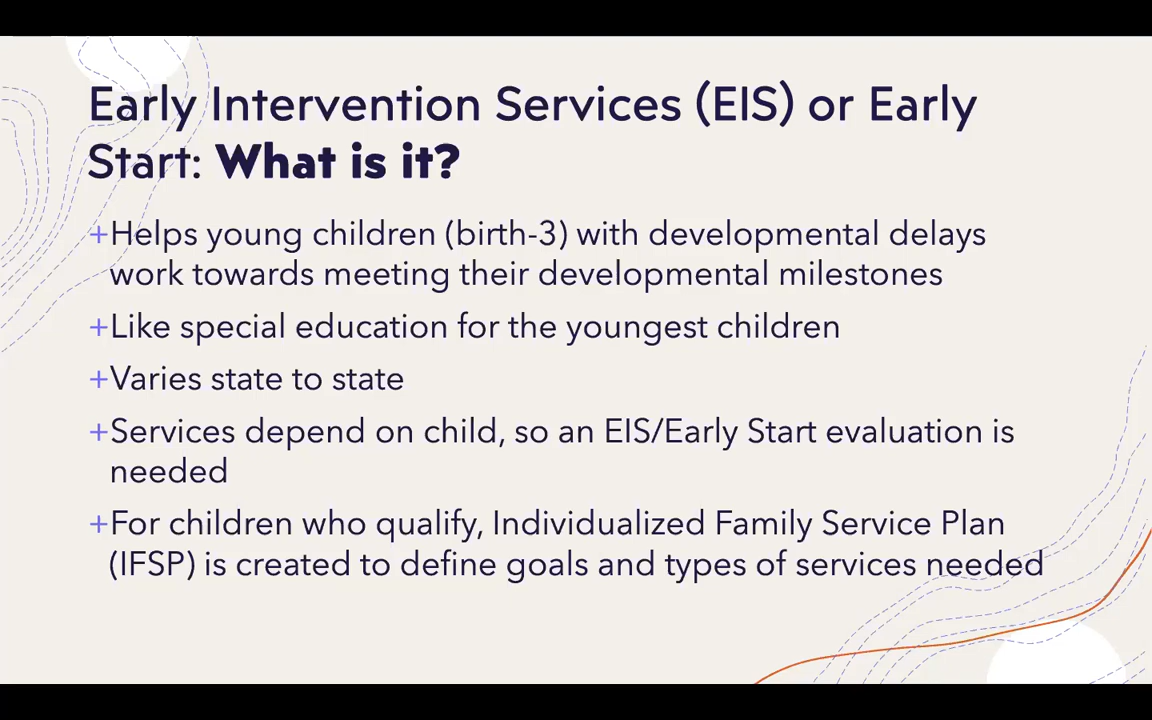 Early Intervention Services (EIS) or Early
Start: What is it?
+Helps young children (birth-3) with developmental delays
work towards meeting their developmental milestones
+Like special education for the youngest children
+Varies state to state
+Services depend on child, so an EIS/Early Start evaluation is
needed
+For children who qualify, Individualized Family Service Plan
(IFSP) is created to define goals and types of services needed